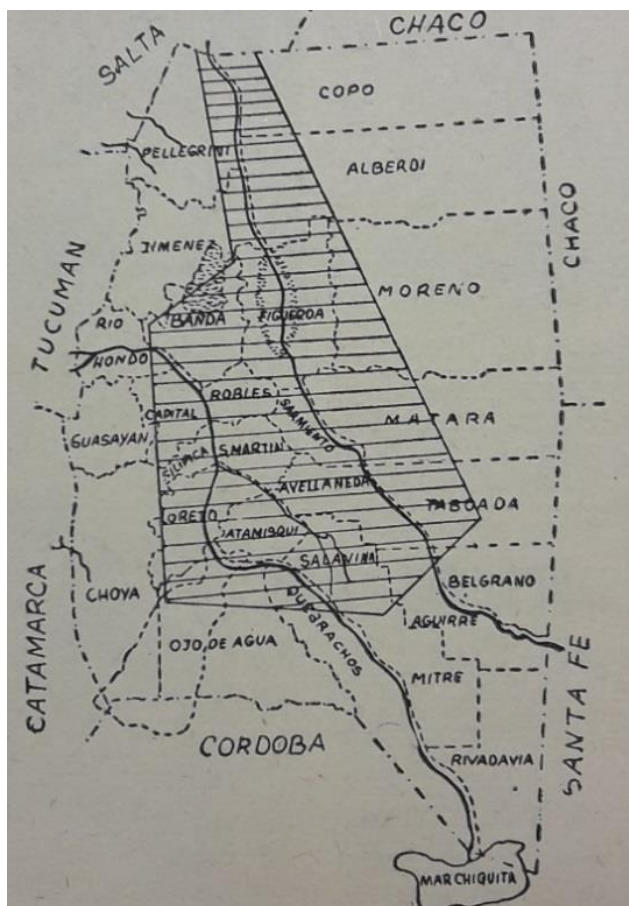 CHACO
SALTA
COPO
PELLEGRINI
ALBERDI
CHACO
JIMENEZ
MORENO
TUCUMAN
RIO
HONDO
BANDA
FIGUEROA
ROBLES
CAPITAL
SARMIENTO
MATARA
GUASAYAN
SILIPICA
S.MARTIN
AVELLANEDA
TABOADA
LORETO
ATAMISQUI
SALAVINA
BELGRANO
CATAMARCA
CHOYA
QUEBRACHOS
AGUIRRE
OJO DE AGUA
MITRE
SANTA FE
CORDOBA
RIVADAVIA
MAR CHIQUITA